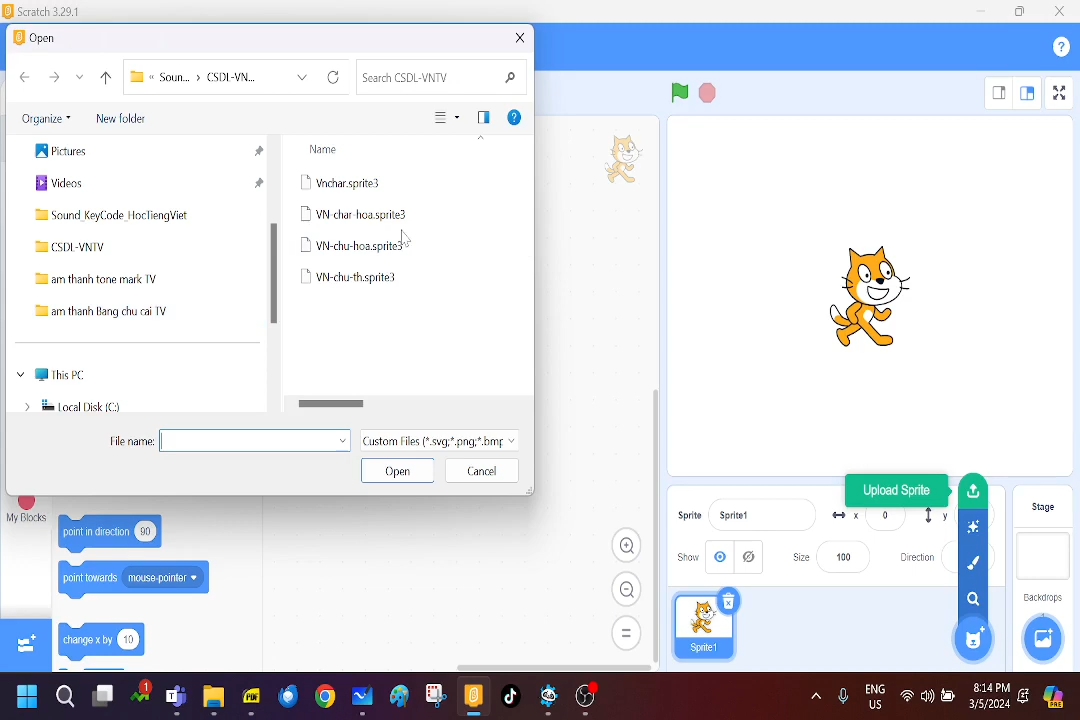 Scratch 3.29.1
Open
« Soun... › CSDL-VN...
Search CSDL-VNTV
Organize
New folder
Pictures
Videos
Sound_KeyCode_HocTiengViet
CSDL-VNTV
am thanh tone mark TV
am thanh Bang chu cai TV
This PC
Local Disk (C:)
Name
Vnchar.sprite3
VN-char-hoa.sprite3
VN-chu-hoa.sprite3
VN-chu-th.sprite3
File name:
Custom Files (*.svg;*.png;*.bmp
Open
Cancel
My Blocks
point in direction 90
point towards mouse-pointer
change x by 10
Upload Sprite
Sprite
Sprite1
x
0
y
Show
Size
100
Direction
Sprite1
Stage
Backdrops
1
PDF
ENG
US
8:14 PM
3/5/2024
PRE